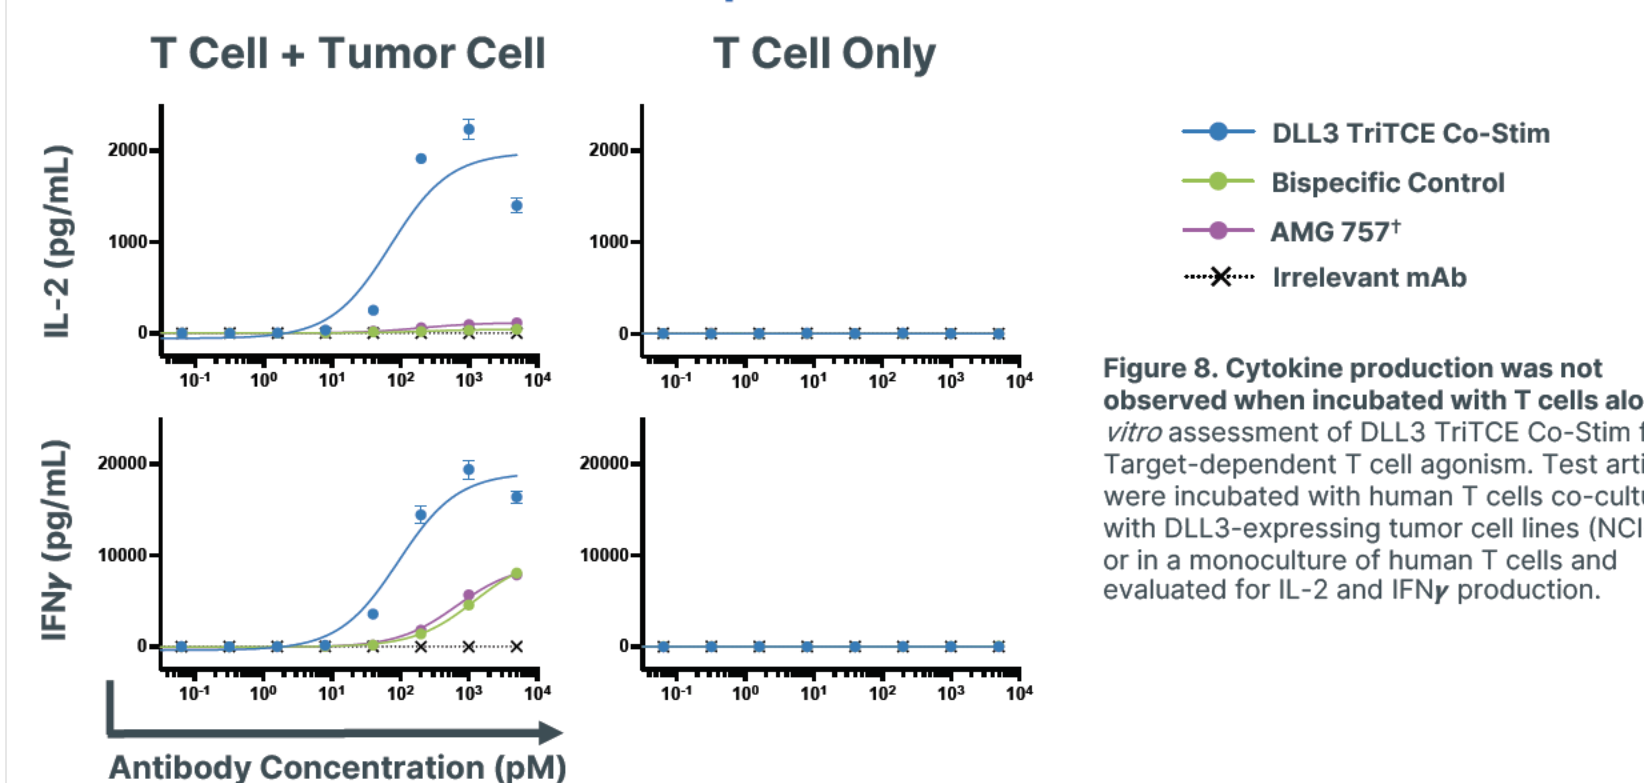 T Cell + Tumor Cell
T Cell Only
IL-2 (pg/mL)
2000
1000
0
10⁻¹ 10⁰ 10¹ 10² 10³ 10⁴
2000
1000
0
10⁻¹ 10⁰ 10¹ 10² 10³ 10⁴
IFNγ (pg/mL)
20000
10000
0
10⁻¹ 10⁰ 10¹ 10² 10³ 10⁴
20000
10000
0
10⁻¹ 10⁰ 10¹ 10² 10³ 10⁴
Antibody Concentration (pM)
DLL3 TriTCE Co-Stim
Bispecific Control
AMG 757†
Irrelevant mAb
Figure 8. Cytokine production was not
observed when incubated with T cells alo
vitro assessment of DLL3 TriTCE Co-Stim f
Target-dependent T cell agonism. Test arti
were incubated with human T cells co-cult
with DLL3-expressing tumor cell lines (NCI
or in a monoculture of human T cells and
evaluated for IL-2 and IFNγ production.